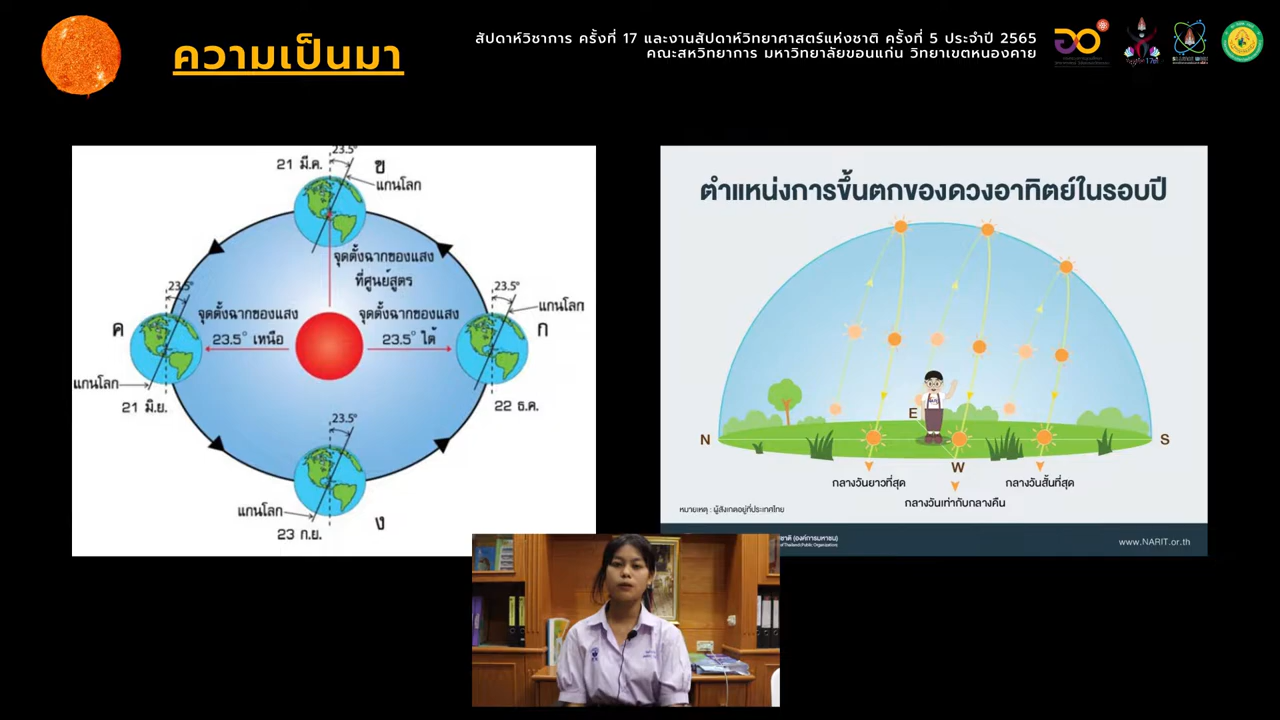 ความเป็นมา
สัปดาห์วิชาการ ครั้งที่ 17 และงานสัปดาห์วิทยาศาสตร์แห่งชาติ ครั้งที่ 5 ประจำปี 2565
คณะสหวิทยาการ มหาวิทยาลัยขอนแก่น วิทยาเขตหนองคาย
23.5°
21 มี.ค.
ข
แกนโลก
จุดตั้งฉากของแสง
ที่ศูนย์สูตร
23.5°
23.5°
แกนโลก
ค
จุดตั้งฉากของแสง
23.5° เหนือ
จุดตั้งฉากของแสง
23.5° ใต้
ก
แกนโลก
21 มิ.ย.
22 ธ.ค.
23.5°
แกนโลก
ง
23 ก.ย.
ตำแหน่งการขึ้นตกของดวงอาทิตย์ในรอบปี
E
N
S
W
กลางวันยาวที่สุด
กลางวันสั้นที่สุด
กลางวันเท่ากับกลางคืน
หมายเหตุ : ผู้สังเกตอยู่ที่ประเทศไทย
ชาติ (องค์การมหาชน)
www.NARIT.or.th